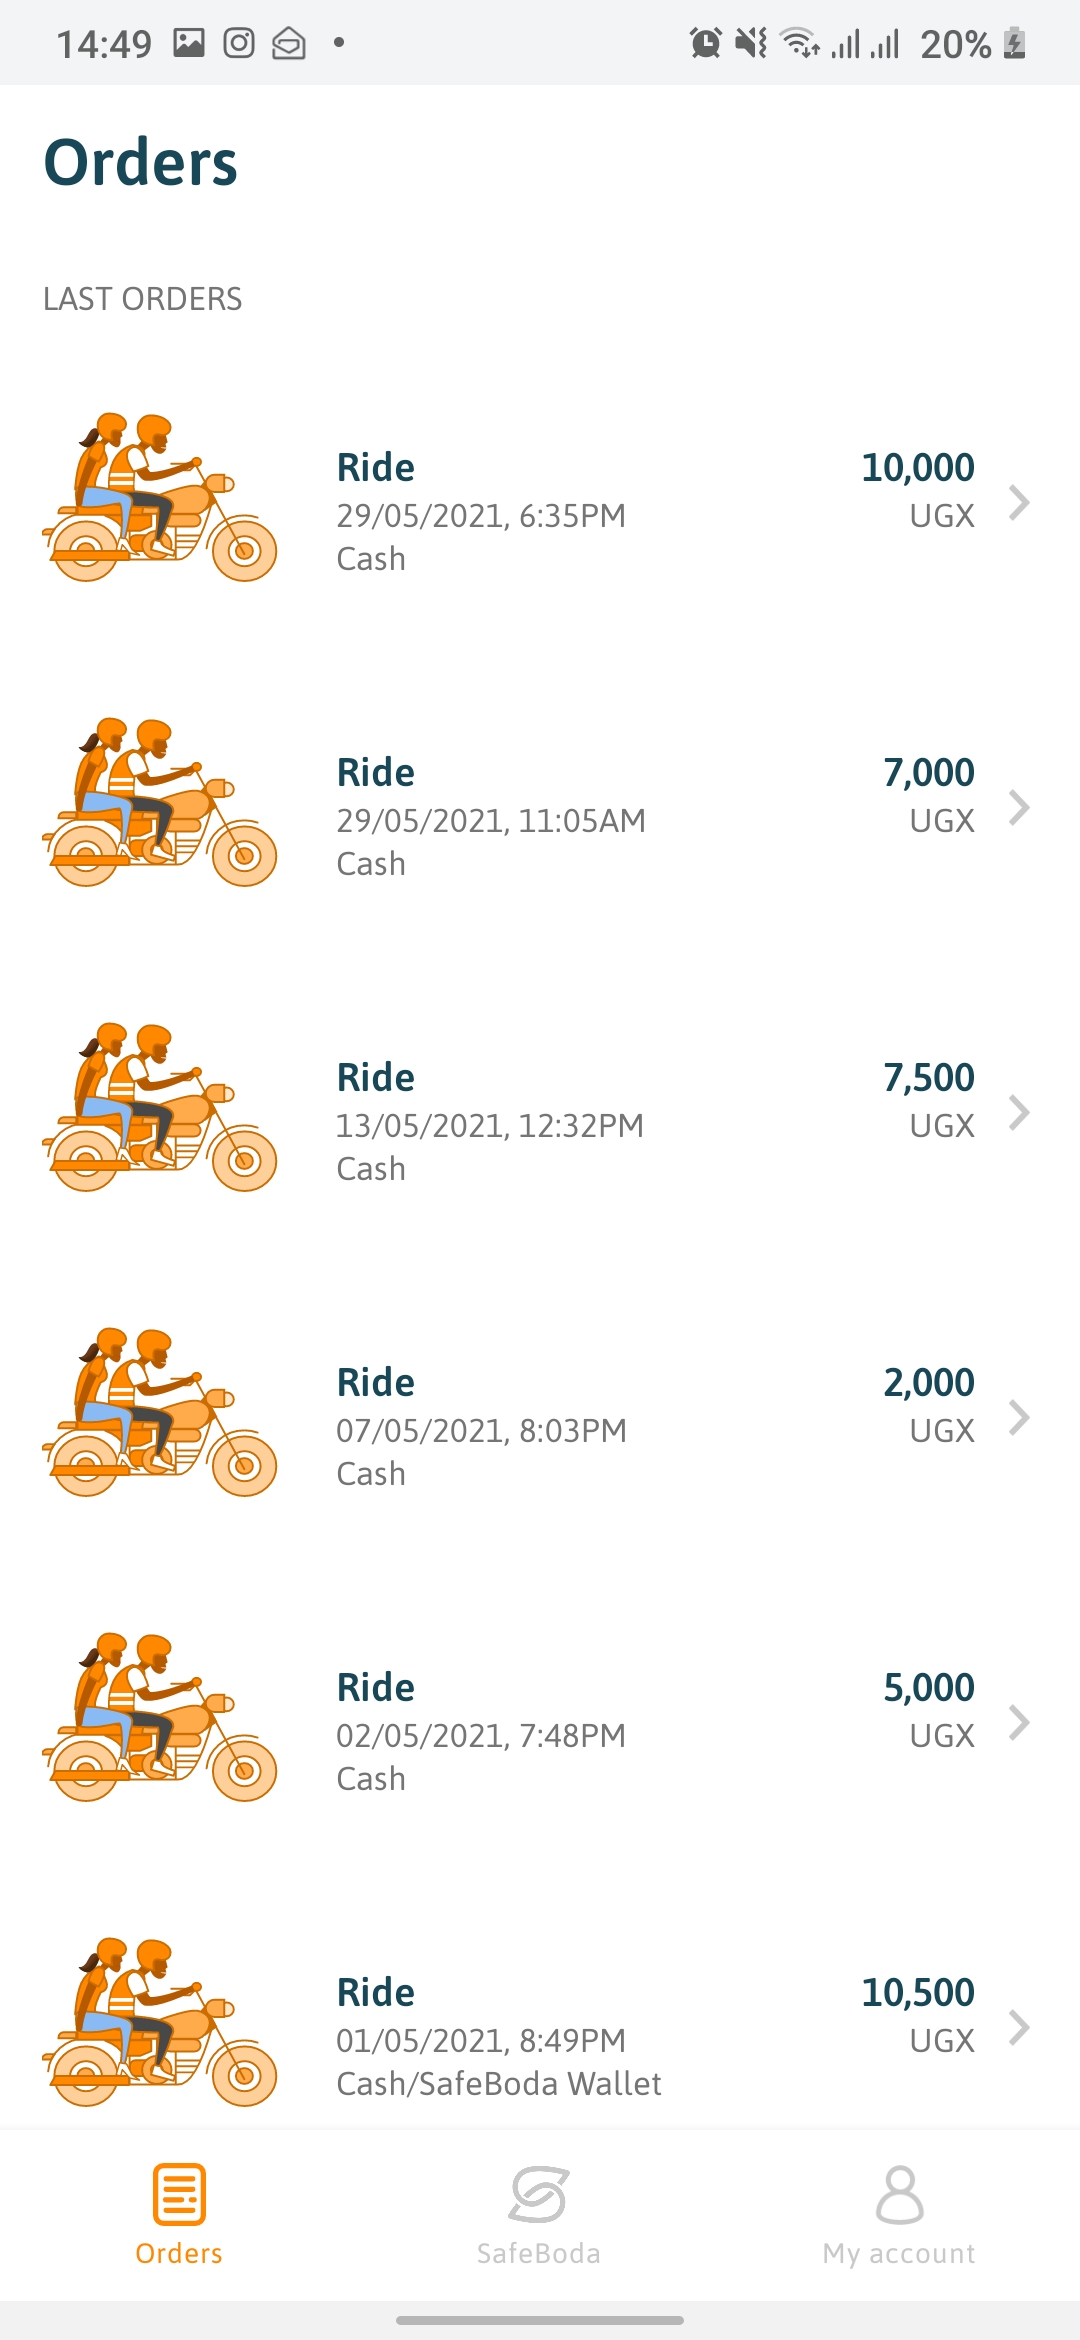 14:49
20%
Orders
LAST ORDERS
Ride
10,000
29/05/2021, 6:35PM
UGX
Cash
Ride
7,000
29/05/2021, 11:05AM
UGX
Cash
Ride
7,500
13/05/2021, 12:32PM
UGX
Cash
Ride
2,000
07/05/2021, 8:03PM
UGX
Cash
Ride
5,000
02/05/2021, 7:48PM
UGX
Cash
Ride
10,500
01/05/2021, 8:49PM
UGX
Cash/SafeBoda Wallet
Orders
SafeBoda
My account